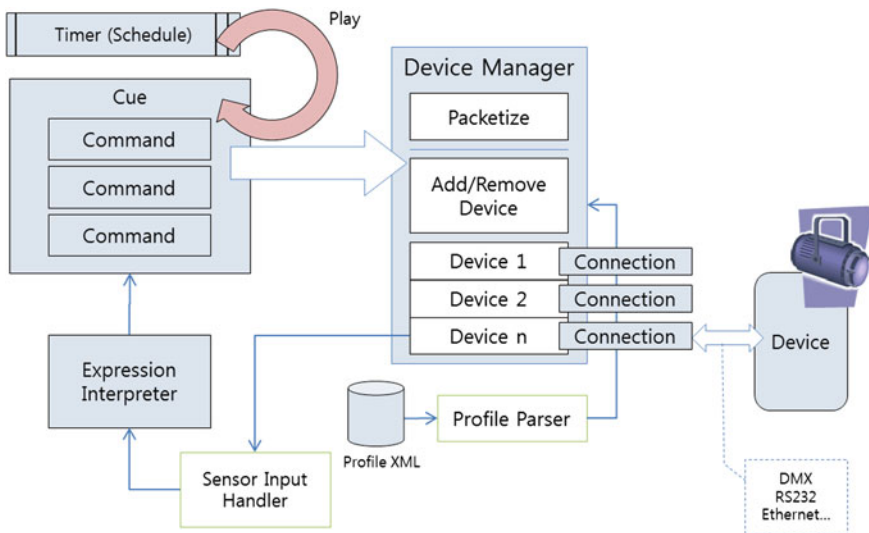 Timer (Schedule)
Play
Cue
Command
Command
Command
Device Manager
Packetize
Add/Remove
Device
Device 1
Connection
Device 2
Connection
Device n
Connection
Device
Expression
Interpreter
Profile XML
Profile Parser
Sensor Input
Handler
DMX
RS232
Ethernet...